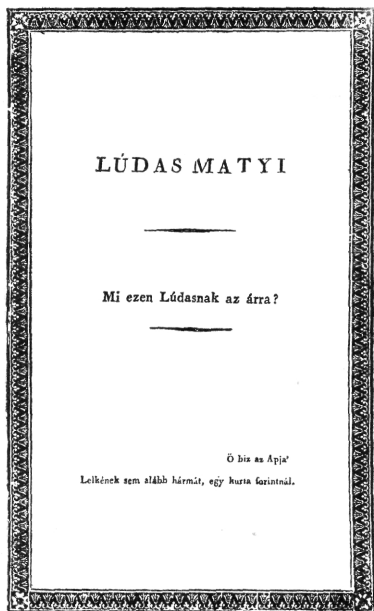 LÚDAS MATYI
Mi ezen Lúdasnak az árra?
Ö biz az Apja'
Lelkének sem alább hármát, egy kurta forintnál.